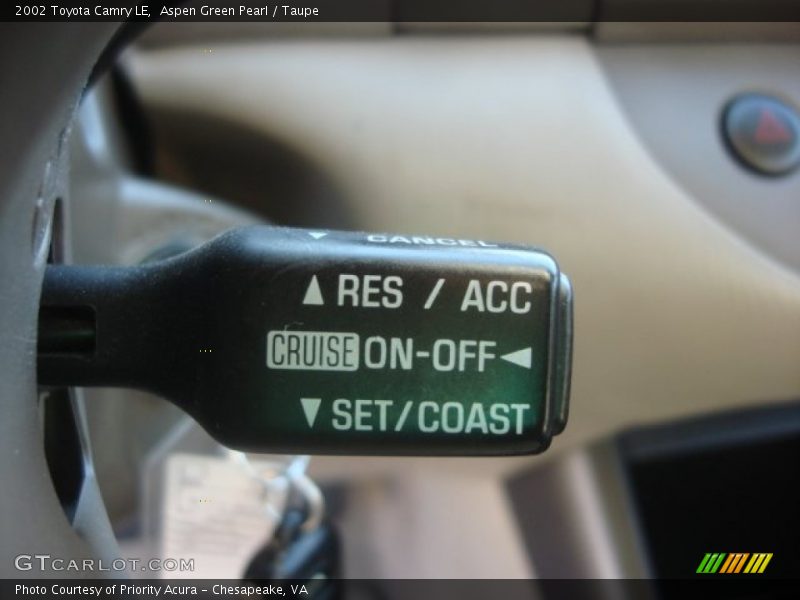 2002 Toyota Camry LE, Aspen Green Pearl / Taupe
CANCEL
RES / ACC
CRUISE ON-OFF
SET/COAST
GTCARLOT.COM
Photo Courtesy of Priority Acura - Chesapeake, VA